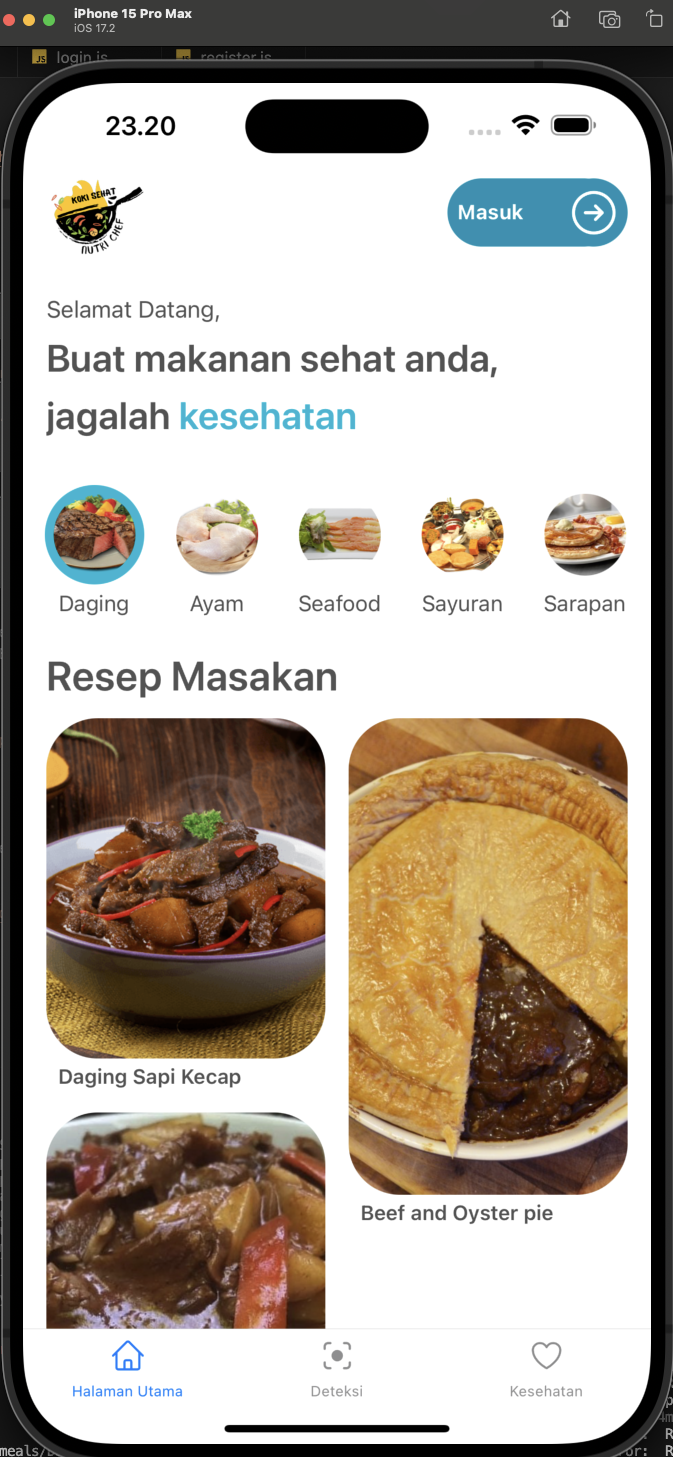 iPhone 15 Pro Max
iOS 17.2
login.js
register.js
23.20
KOKI SEHAT
NUTRI CHEF
Masuk
Selamat Datang,
Buat makanan sehat anda,
jagalah kesehatan
Daging
Ayam
Seafood
Sayuran
Sarapan
Resep Masakan
Daging Sapi Kecap
Beef and Oyster pie
Halaman Utama
Deteksi
Kesehatan
meals/